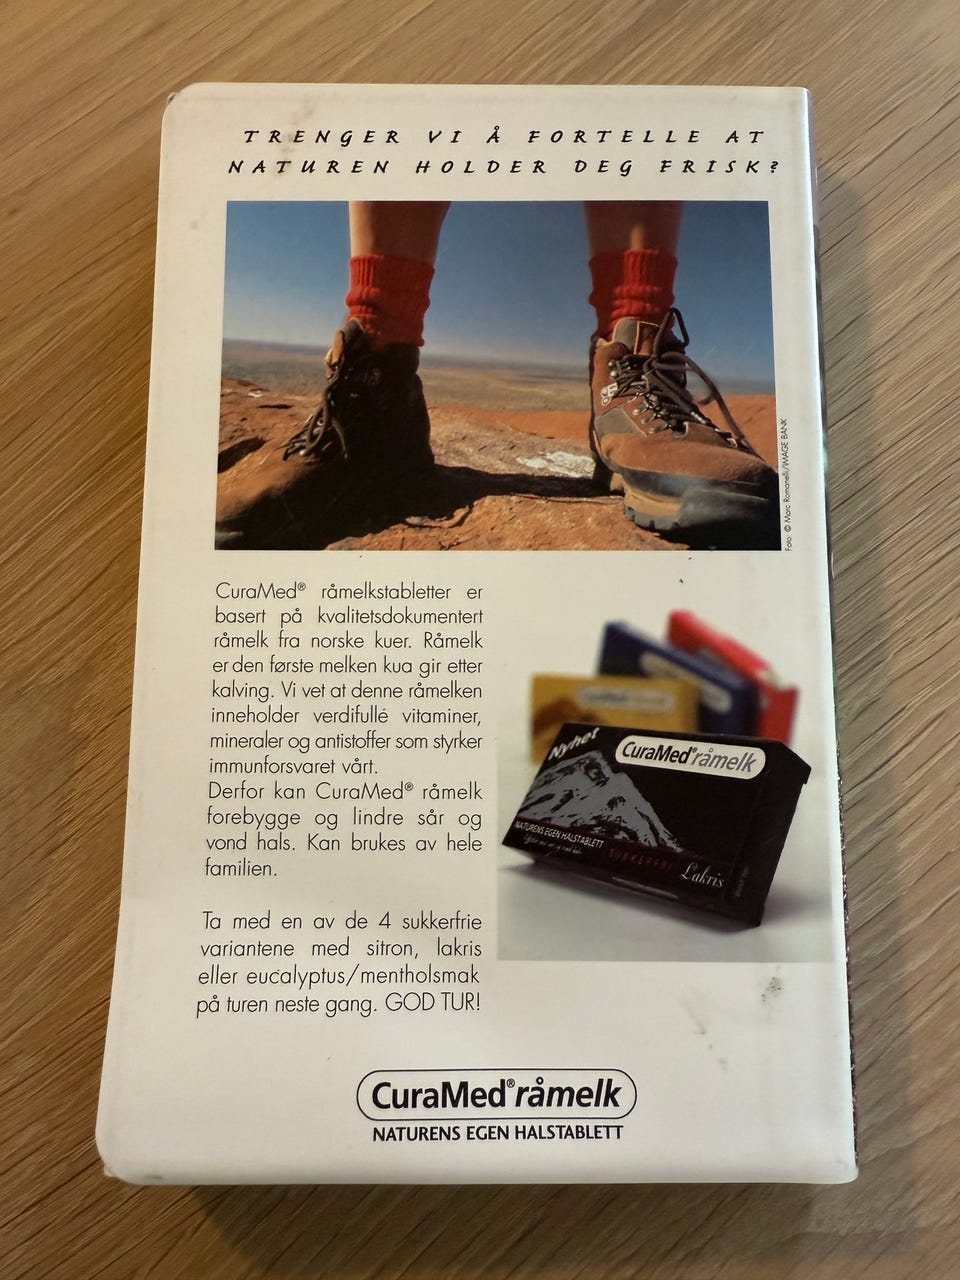 TRENGER VI Å FORTELLE AT
NATUREN HOLDER DEG FRISK?
Foto: © Marc Romanelli/IMAGE BANK
CuraMed® råmelkstabletter er
basert på kvalitetsdokumentert
råmelk fra norske kuer. Råmelk
er den første melken kua gir etter
kalving. Vi vet at denne råmelken
inneholder verdifulle vitaminer,
mineraler og antistoffer som styrker
immunforsvaret vårt.
Derfor kan CuraMed® råmelk
forebygge og lindre sår og
vond hals. Kan brukes av hele
familien.
Ta med en av de 4 sukkerfrie
variantene med sitron, lakris
eller eucalyptus/mentholsmak
på turen neste gang. GOD TUR!
Nyhet
CuraMed® råmelk
NATURENS EGEN HALSTABLETT
SUKKERFRI
Lakris
CuraMed® råmelk
NATURENS EGEN HALSTABLETT